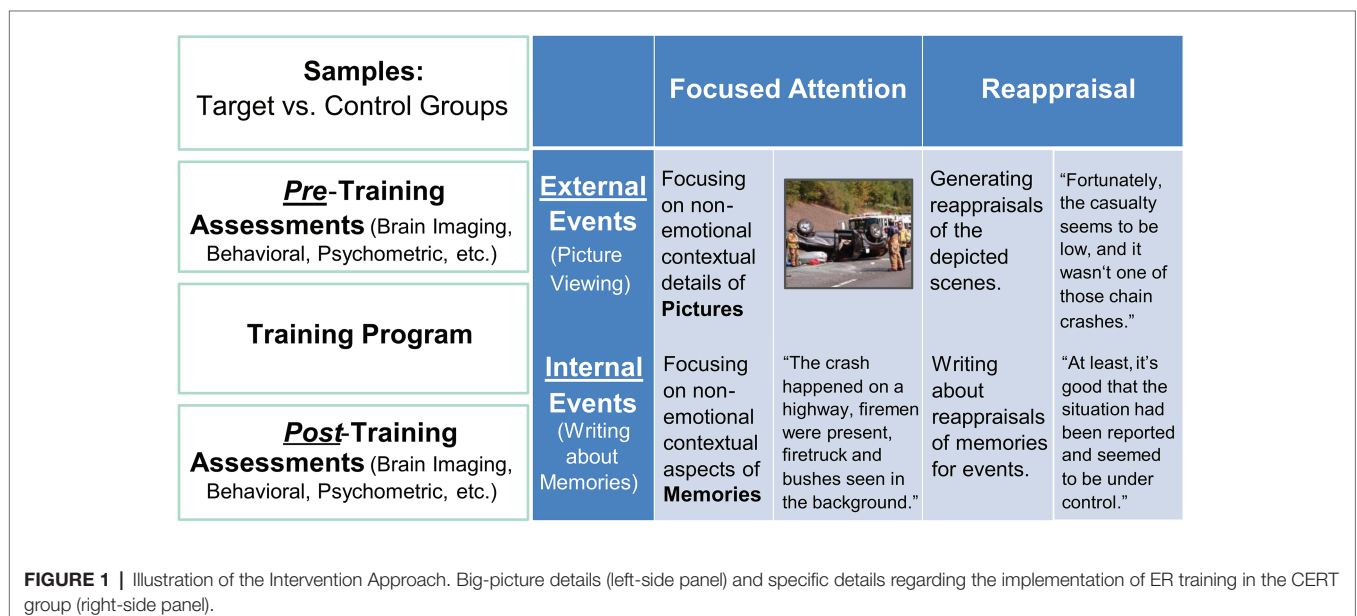 Samples:
Target vs. Control Groups
Pre-Training
Assessments (Brain Imaging,
Behavioral, Psychometric, etc.)
Training Program
Post-Training
Assessments (Brain Imaging,
Behavioral, Psychometric, etc.)
Focused Attention
Reappraisal
External
Events
(Picture
Viewing)
Focusing
on non-
emotional
contextual
details of
Pictures
Generating
reappraisals
of the
depicted
scenes.
“Fortunately,
the casualty
seems to be
low, and it
wasn‘t one of
those chain
crashes.”
Internal
Events
(Writing
about
Memories)
Focusing
on non-
emotional
contextual
aspects of
Memories
“The crash
happened on a
highway, firemen
were present,
firetruck and
bushes seen in
the background.”
Writing
about
reappraisals
of memories
for events.
“At least, it’s
good that the
situation had
been reported
and seemed
to be under
control.”
FIGURE 1 | Illustration of the Intervention Approach. Big-picture details (left-side panel) and specific details regarding the implementation of ER training in the CERT
group (right-side panel).